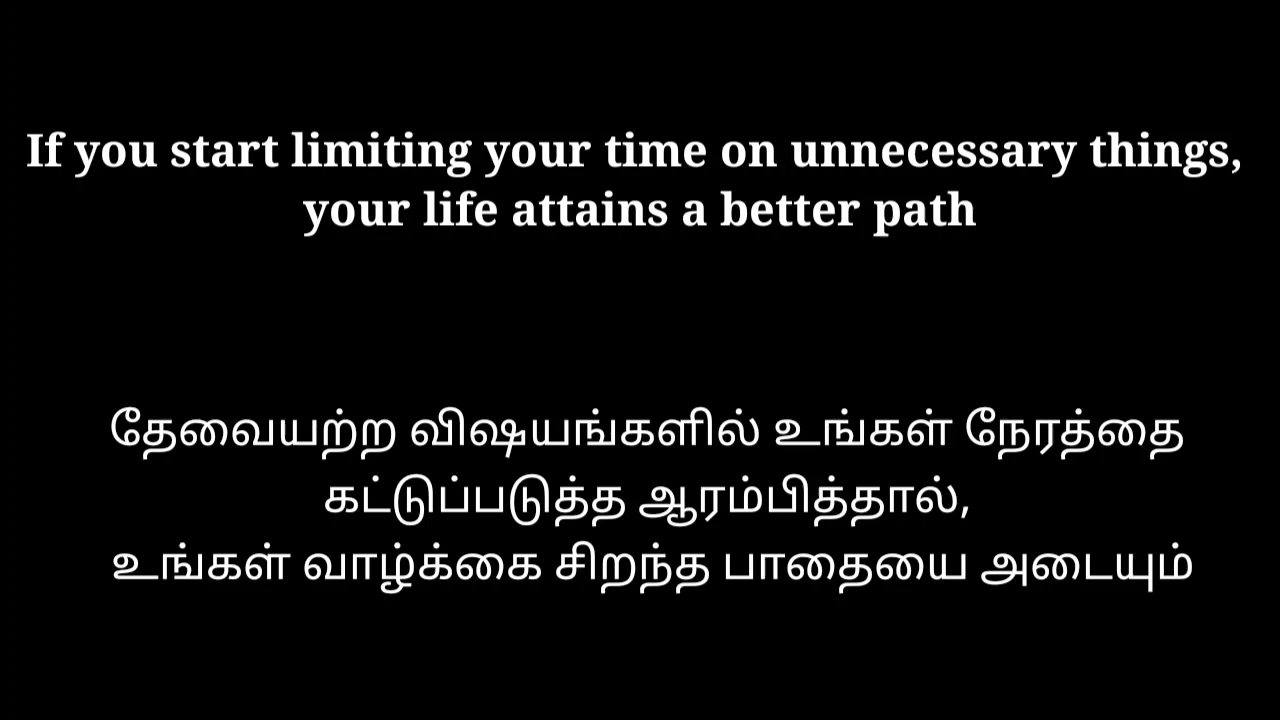 If you start limiting your time on unnecessary things,
your life attains a better path
தேவையற்ற விஷயங்களில் உங்கள் நேரத்தை
கட்டுப்படுத்த ஆரம்பித்தால்,
உங்கள் வாழ்க்கை சிறந்த பாதையை அடையும்